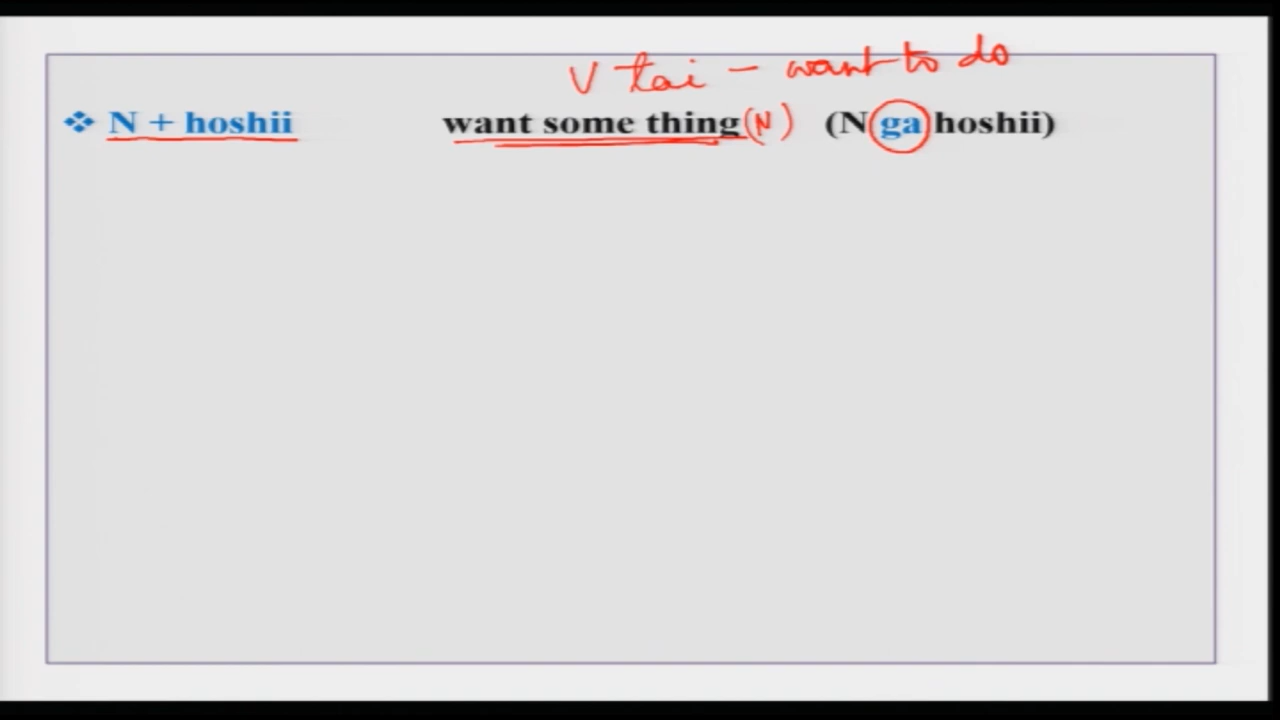 V tai - want to do
❖ N + hoshii want some thing (N) (N ga hoshii)